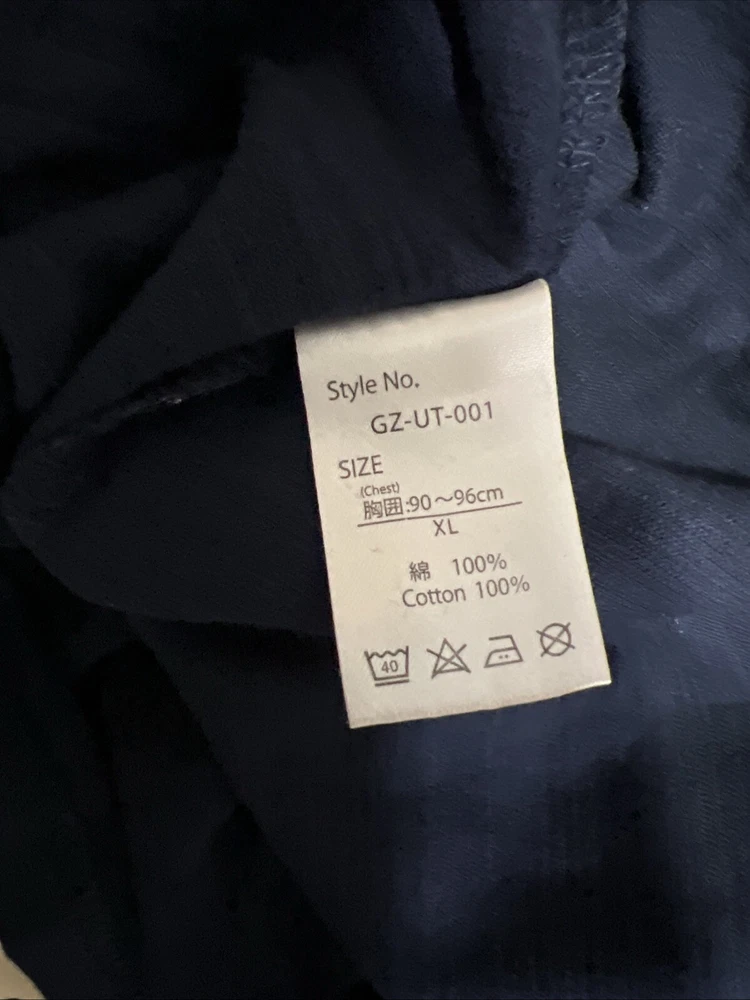 Style No.
GZ-UT-001
SIZE
(Chest)
胸囲:90～96cm
XL
綿 100%
Cotton 100%
40